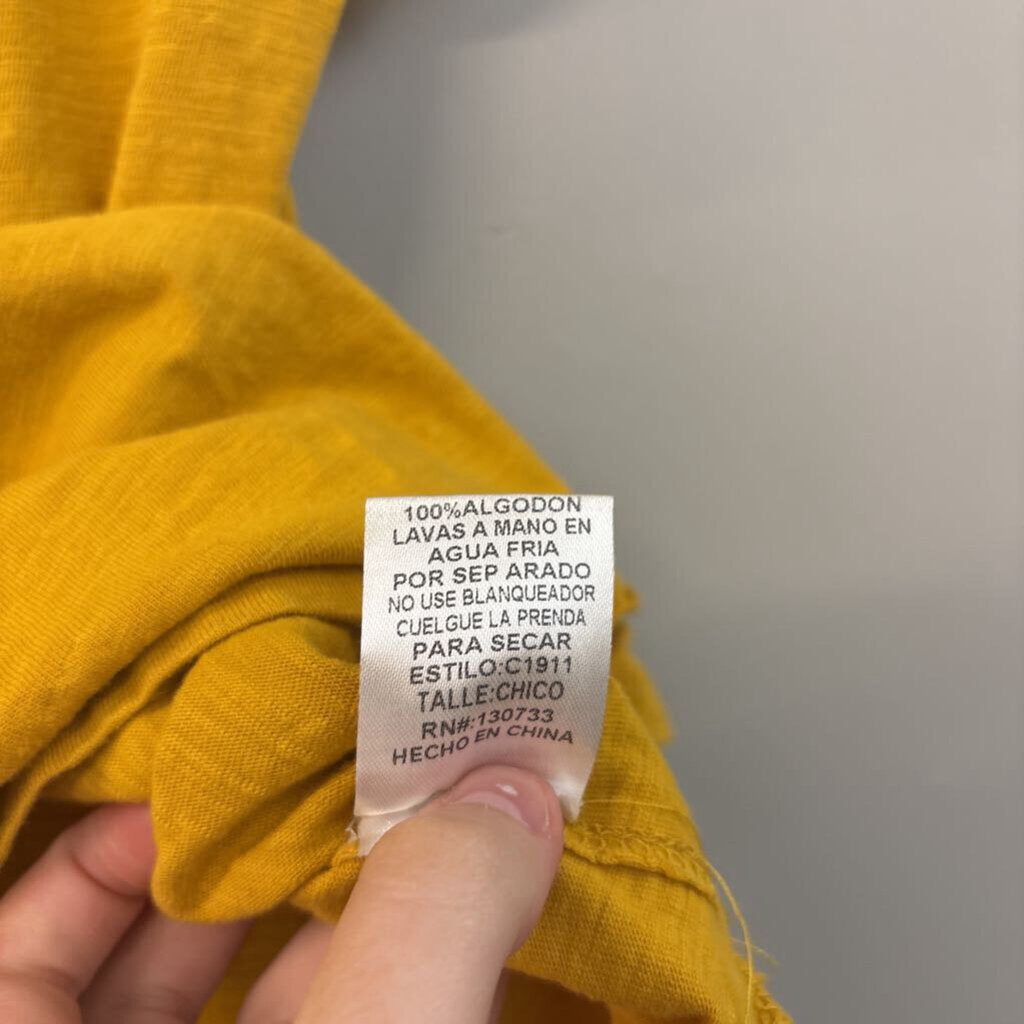 100%ALGODON
LAVAS A MANO EN
AGUA FRIA
POR SEP ARADO
NO USE BLANQUEADOR
CUELGUE LA PRENDA
PARA SECAR
ESTILO:C1911
TALLE:CHICO
RN#:130733
HECHO EN CHINA